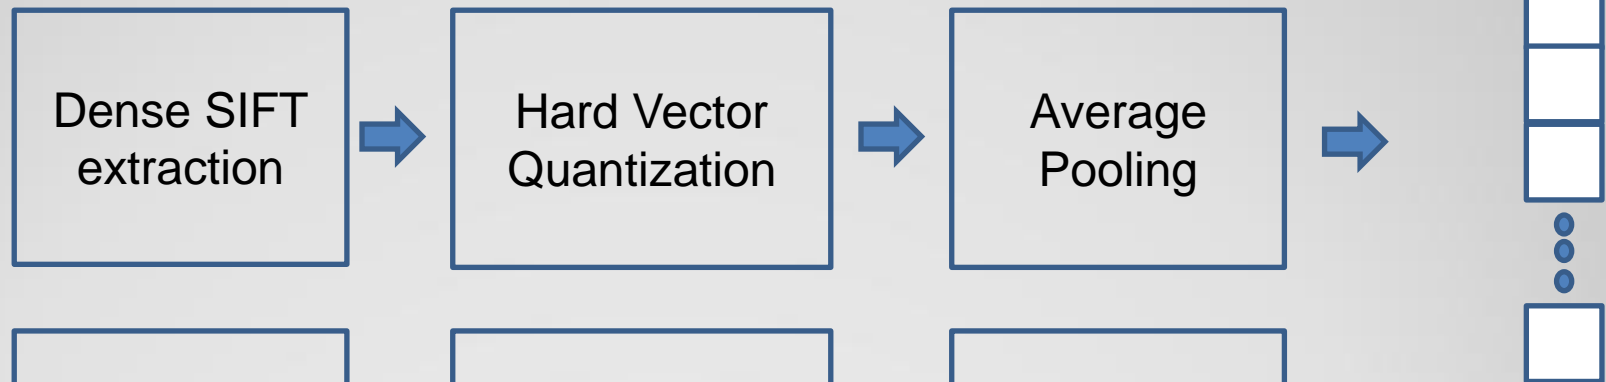 Dense SIFT
extraction
Hard Vector
Quantization
Average
Pooling